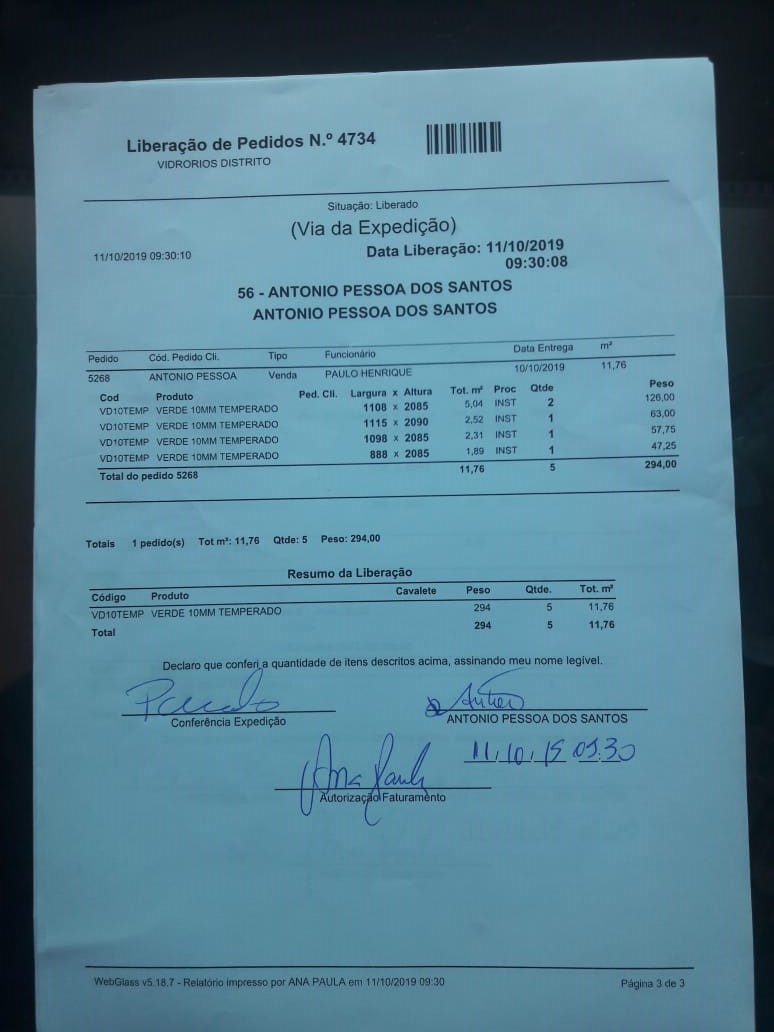 Liberação de Pedidos N.º 4734
VIDRORIOS DISTRITO
Situação: Liberado
(Via da Expedição)
11/10/2019 09:30:10
Data Liberação: 11/10/2019
09:30:08
56 - ANTONIO PESSOA DOS SANTOS
ANTONIO PESSOA DOS SANTOS
Pedido Cód. Pedido Cli. Tipo Funcionário Data Entrega m²
5268 ANTONIO PESSOA Venda PAULO HENRIQUE 10/10/2019 11,76
Cod Produto Ped. Cli. Largura x Altura Tot. m² Proc Qtde Peso
VD10TEMP VERDE 10MM TEMPERADO 1108 x 2085 5,04 INST 2 126,00
VD10TEMP VERDE 10MM TEMPERADO 1115 x 2090 2,52 INST 1 63,00
VD10TEMP VERDE 10MM TEMPERADO 1098 x 2085 2,31 INST 1 57,75
VD10TEMP VERDE 10MM TEMPERADO 888 x 2085 1,89 INST 1 47,25
Total do pedido 5268 11,76 5 294,00
Totais 1 pedido(s) Tot m²: 11,76 Qtde: 5 Peso: 294,00
Resumo da Liberação
Código Produto Cavalete Peso Qtde. Tot. m²
VD10TEMP VERDE 10MM TEMPERADO 294 5 11,76
Total 294 5 11,76
Declaro que conferi a quantidade de itens descritos acima, assinando meu nome legível.
Conferência Expedição
ANTONIO PESSOA DOS SANTOS
11/10/19 09:30
Ana Paula
Autorização Faturamento
WebGlass v5.18.7 - Relatório impresso por ANA PAULA em 11/10/2019 09:30
Página 3 de 3